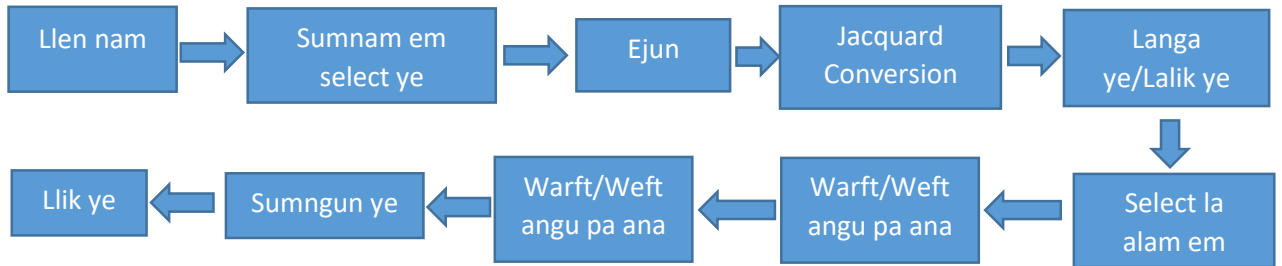 Llen nam
Sumnam em
select ye
Ejun
Jacquard
Conversion
Langa
ye/Lalik ye
Select la
alam em
Warft/Weft
angu pa ana
Warft/Weft
angu pa ana
Sumngun ye
Llik ye